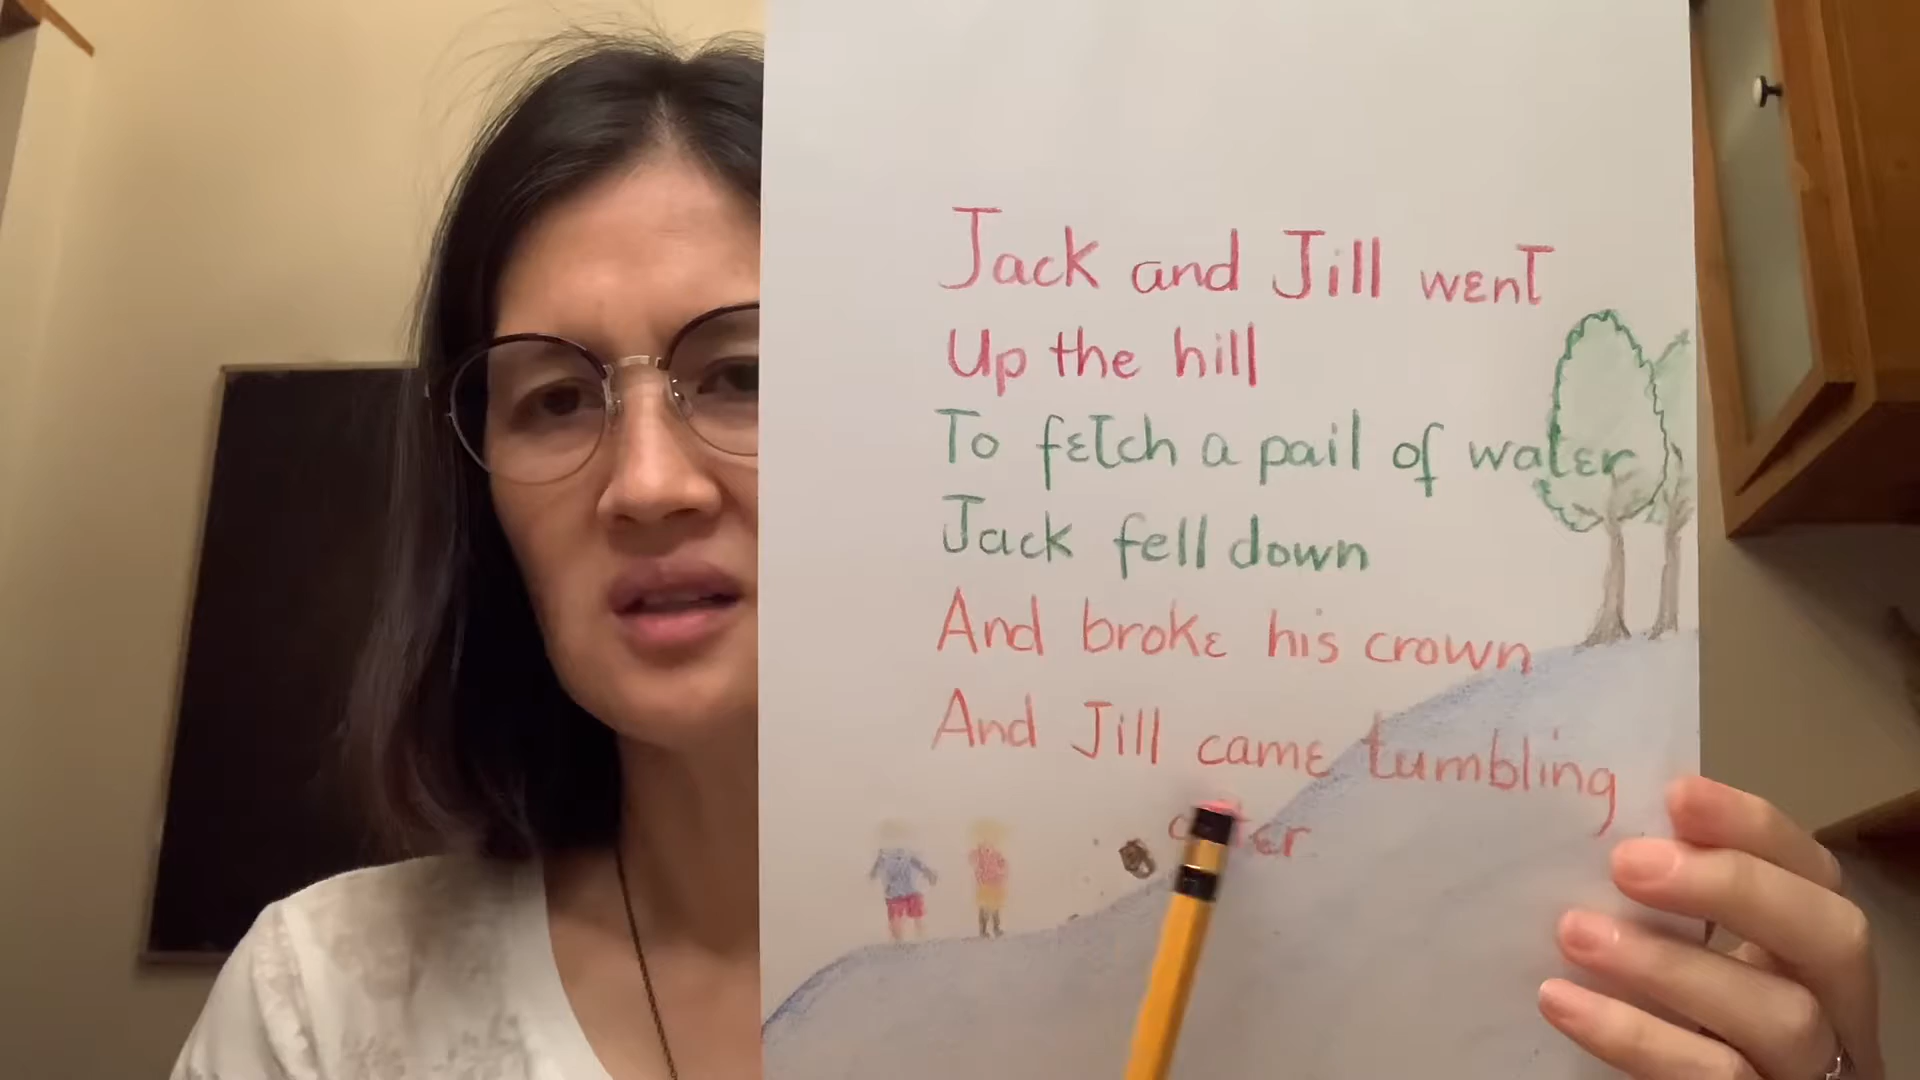 Jack and Jill went
Up the hill
To fetch a pail of water
Jack fell down
And broke his crown
And Jill came tumbling